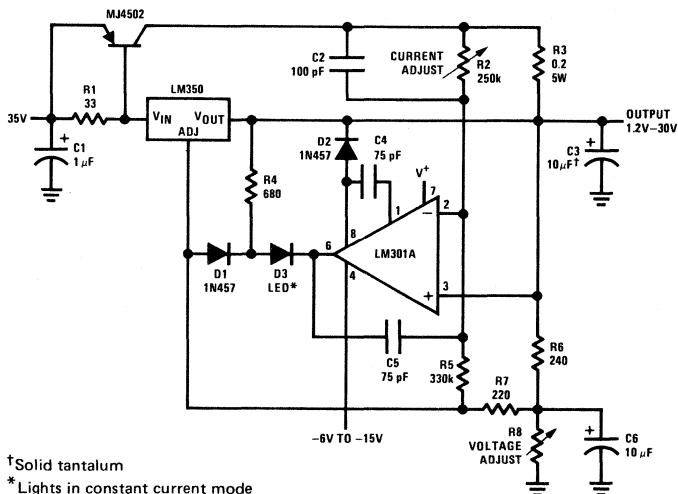 MJ4502
C2
100 pF
CURRENT
ADJUST
R2
250k
R3
0.2
5W
R1
33
LM350
VIN
VOUT
ADJ
35V
OUTPUT
1.2V–30V
+
C1
1 μF
D2
1N457
C4
75 pF
V+
7
+
C3
10 μF†
R4
680
1
2
−
8
6
LM301A
4
3
+
D1
1N457
D3
LED*
C5
75 pF
R5
330k
R6
240
R7
220
R8
VOLTAGE
ADJUST
+
C6
10 μF
−6V TO −15V
†Solid tantalum
*Lights in constant current mode